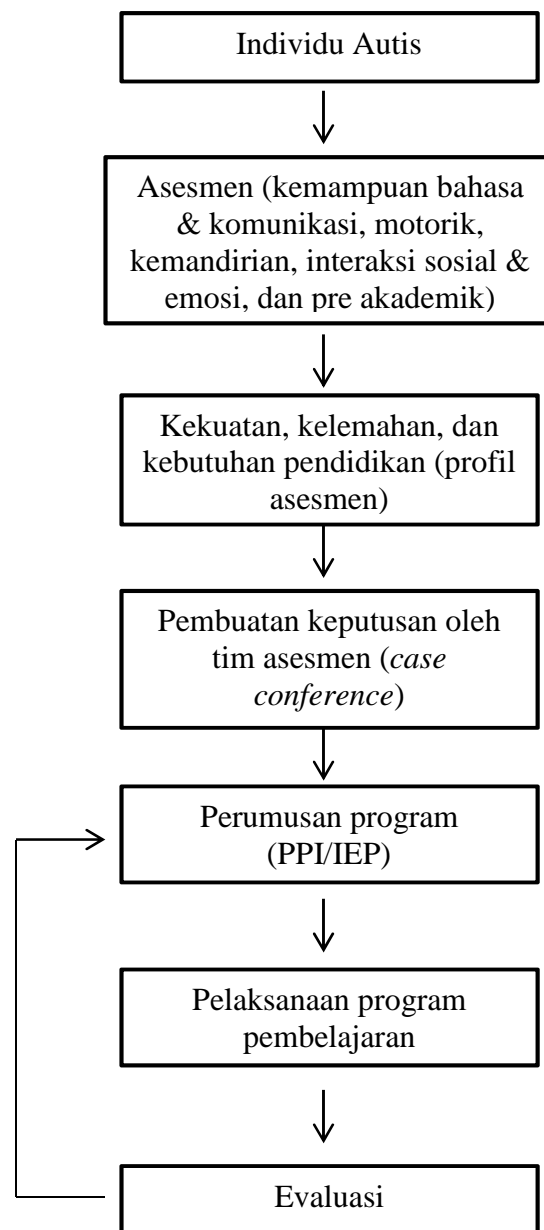 Individu Autis
Asesmen (kemampuan bahasa
& komunikasi, motorik,
kemandirian, interaksi sosial &
emosi, dan pre akademik)
Kekuatan, kelemahan, dan
kebutuhan pendidikan (profil
asesmen)
Pembuatan keputusan oleh
tim asesmen (case
conference)
Perumusan program
(PPI/IEP)
Pelaksanaan program
pembelajaran
Evaluasi